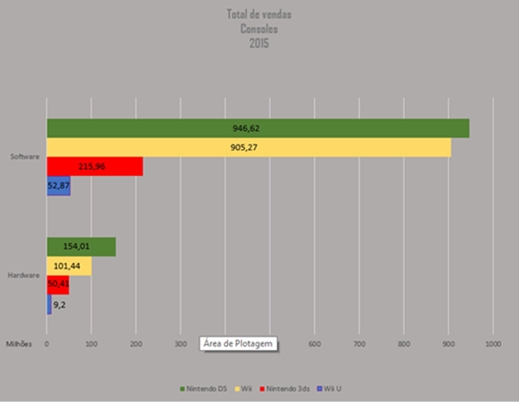 Total de vendas
Consoles
2015
Software
946,62
905,27
215,96
52,87
Hardware
154,01
101,44
50,41
9,2
Milhões 0 100 200 300 Área de Plotagem 600 700 800 900 1000
Nintendo DS Wii Nintendo 3ds Wii U